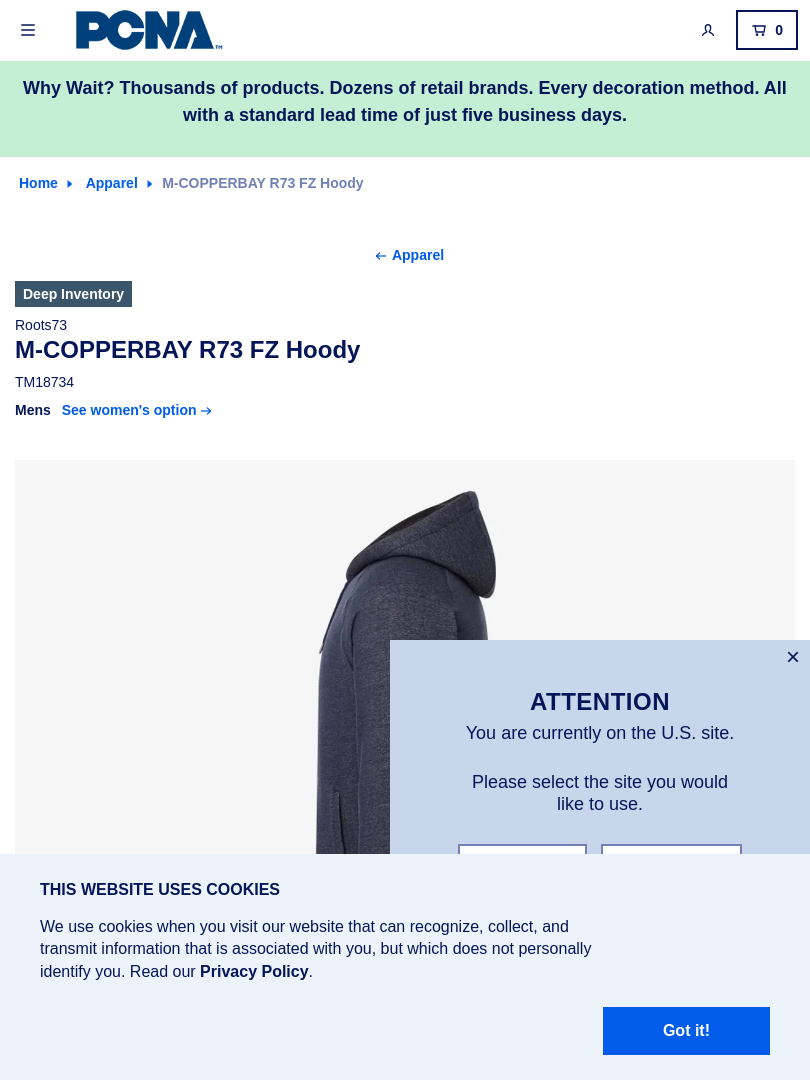 PCNA™
0
Why Wait? Thousands of products. Dozens of retail brands. Every decoration method. All
with a standard lead time of just five business days.
Home
Apparel
M-COPPERBAY R73 FZ Hoody
← Apparel
Deep Inventory
Roots73
M-COPPERBAY R73 FZ Hoody
TM18734
Mens See women's option →
×
ATTENTION
You are currently on the U.S. site.
Please select the site you would
like to use.
THIS WEBSITE USES COOKIES
We use cookies when you visit our website that can recognize, collect, and
transmit information that is associated with you, but which does not personally
identify you. Read our Privacy Policy.
Got it!